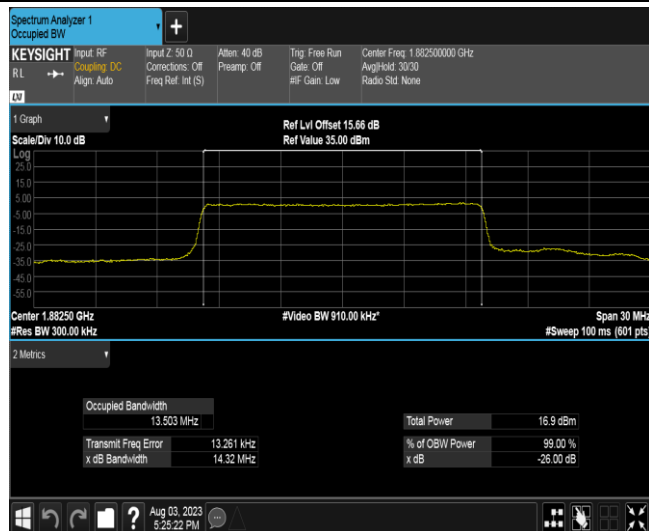 Spectrum Analyzer 1
Occupied BW
+
KEYSIGHT
R L
LXI
Input: RF
Coupling: DC
Align: Auto
Input Z: 50 Ω
Corrections: Off
Freq Ref: Int (S)
Atten: 40 dB
Preamp: Off
Trig: Free Run
Gate: Off
#IF Gain: Low
Center Freq: 1.882500000 GHz
Avg|Hold: 30/30
Radio Std: None
1 Graph
Scale/Div 10.0 dB
Ref Lvl Offset 15.66 dB
Ref Value 35.00 dBm
Log
25.0
15.0
5.00
-5.00
-15.0
-25.0
-35.0
-45.0
-55.0
Center 1.88250 GHz
#Video BW 910.00 kHz*
Span 30 MHz
#Res BW 300.00 kHz
#Sweep 100 ms (601 pts)
2 Metrics
Occupied Bandwidth
13.503 MHz
Total Power 16.9 dBm
Transmit Freq Error 13.261 kHz
% of OBW Power 99.00 %
x dB Bandwidth 14.32 MHz
x dB -26.00 dB
?
Aug 03, 2023
5:25:22 PM